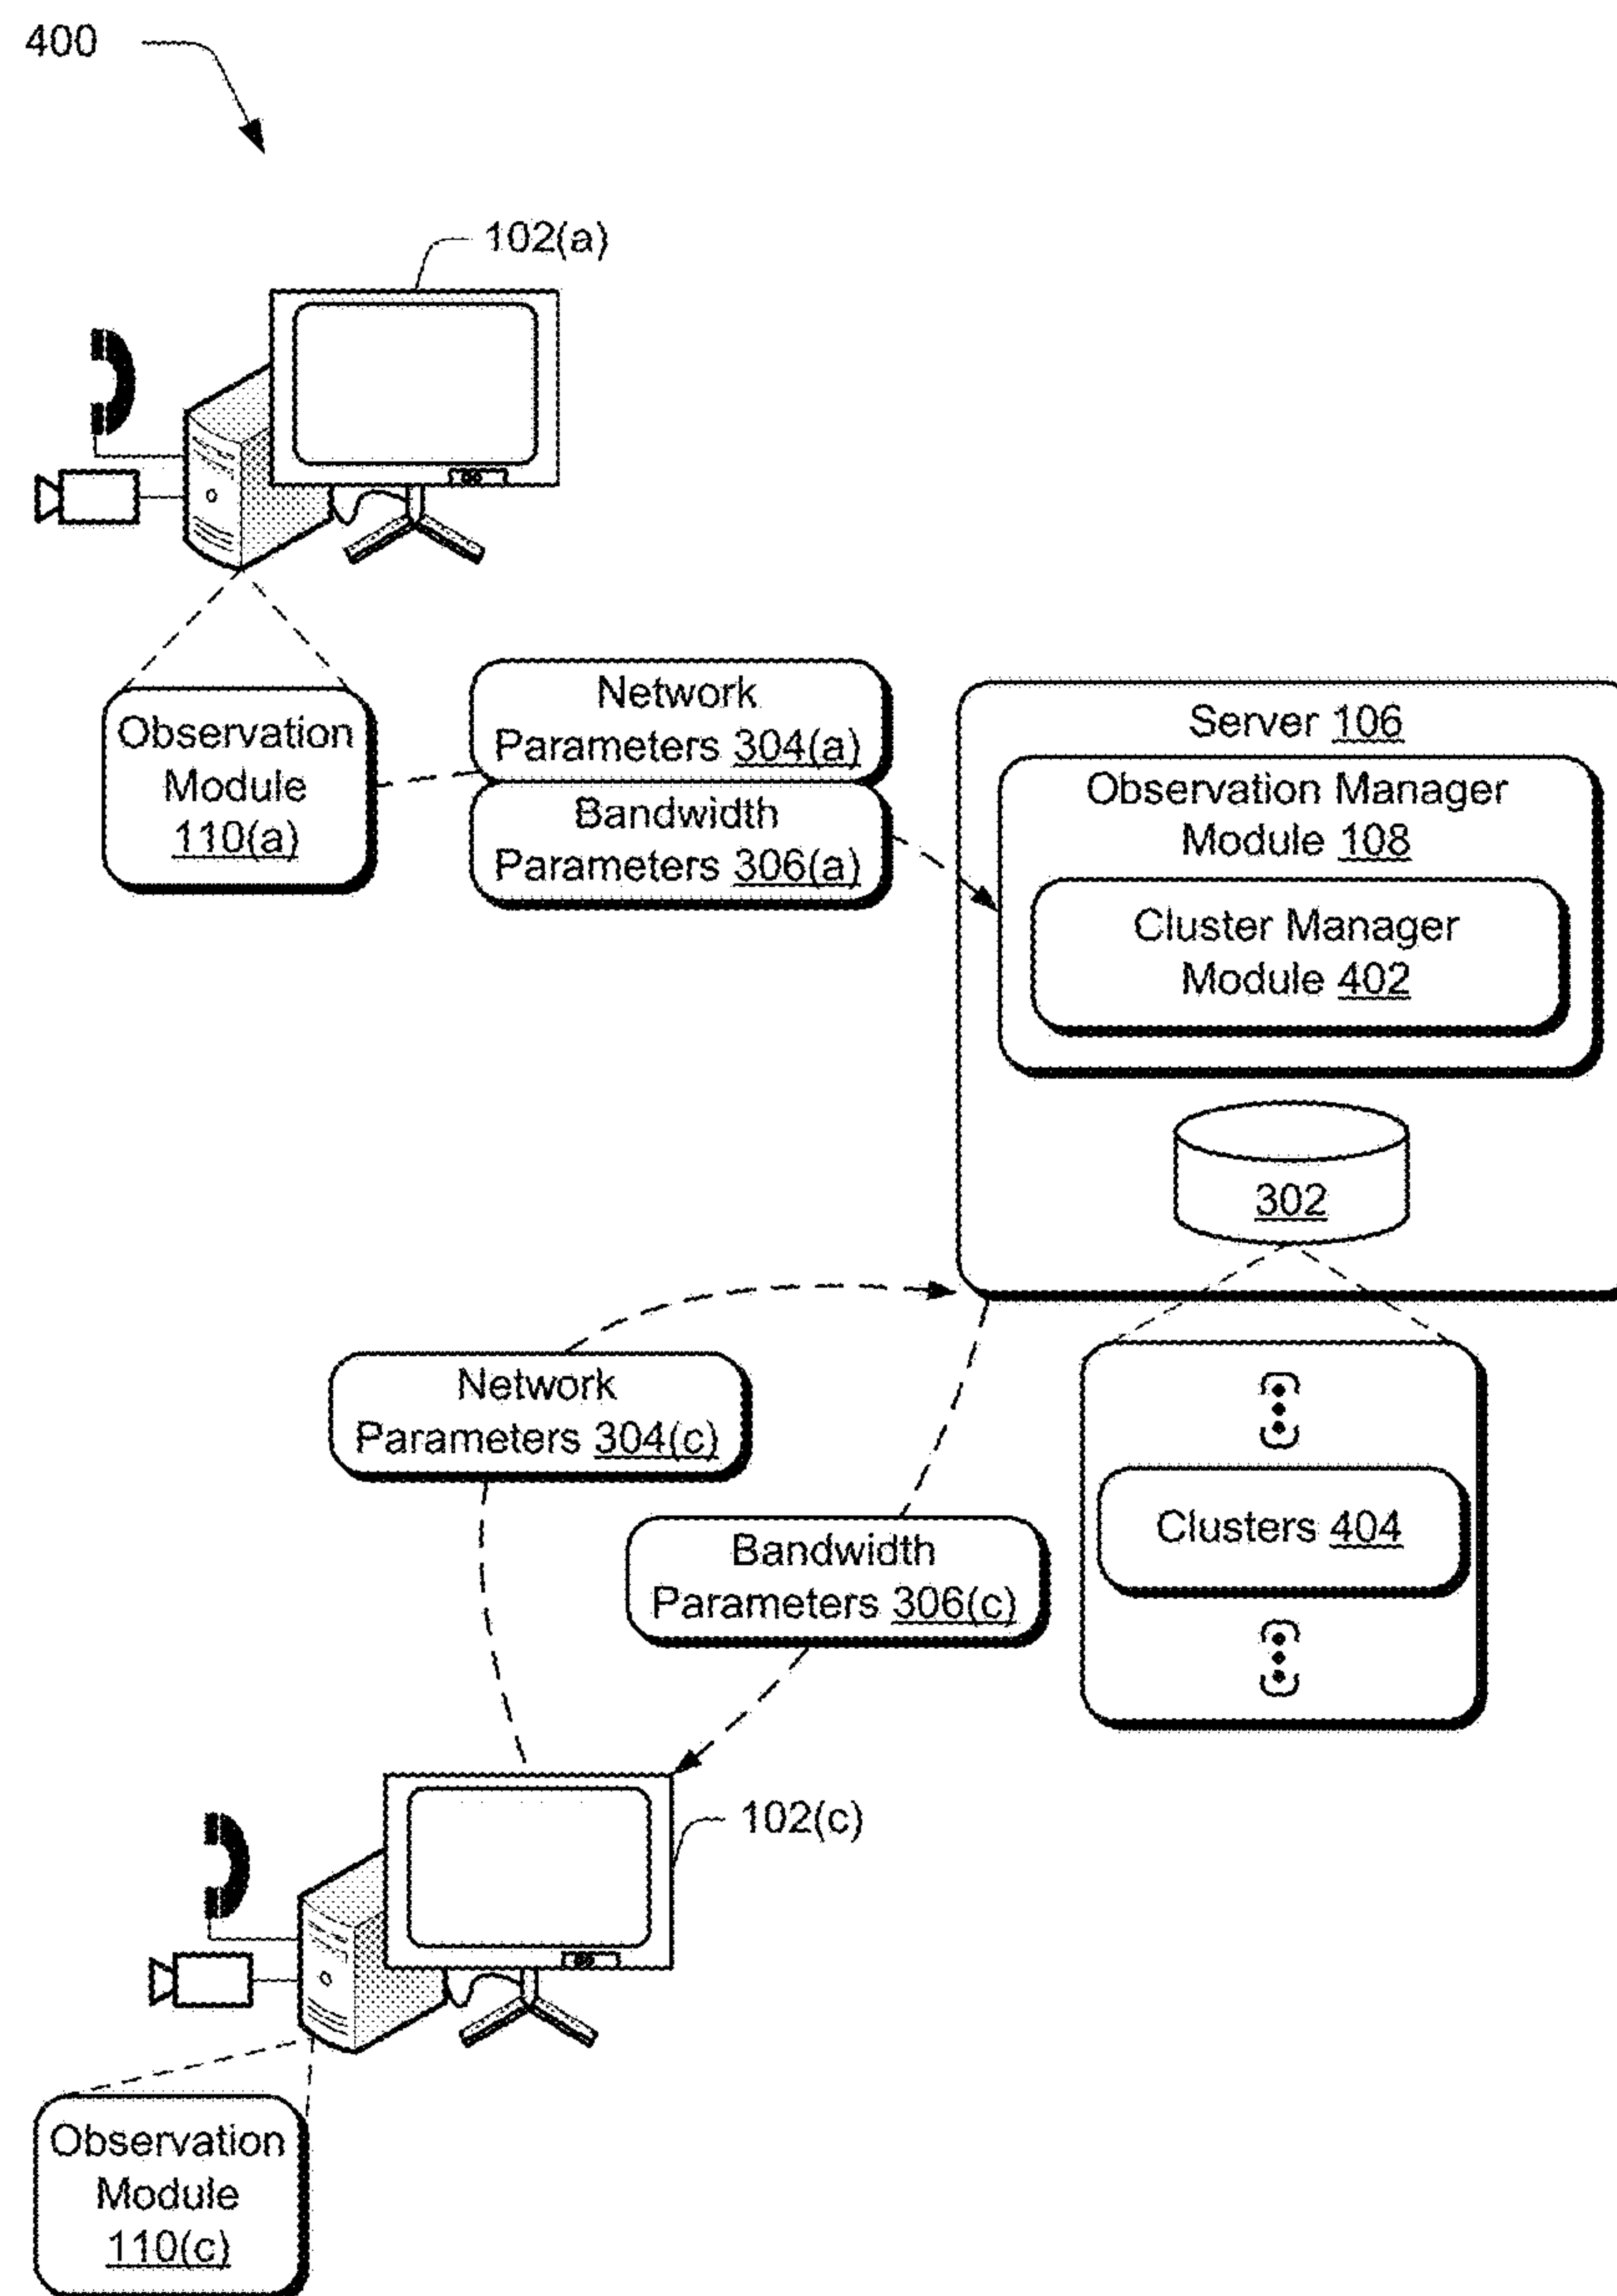 400
102(a)
Observation
Module
110(a)
Network
Parameters 304(a)
Bandwidth
Parameters 306(a)
Server 106
Observation Manager
Module 108
Cluster Manager
Module 402
302
Network
Parameters 304(c)
Bandwidth
Parameters 306(c)
Clusters 404
102(c)
Observation
Module
110(c)